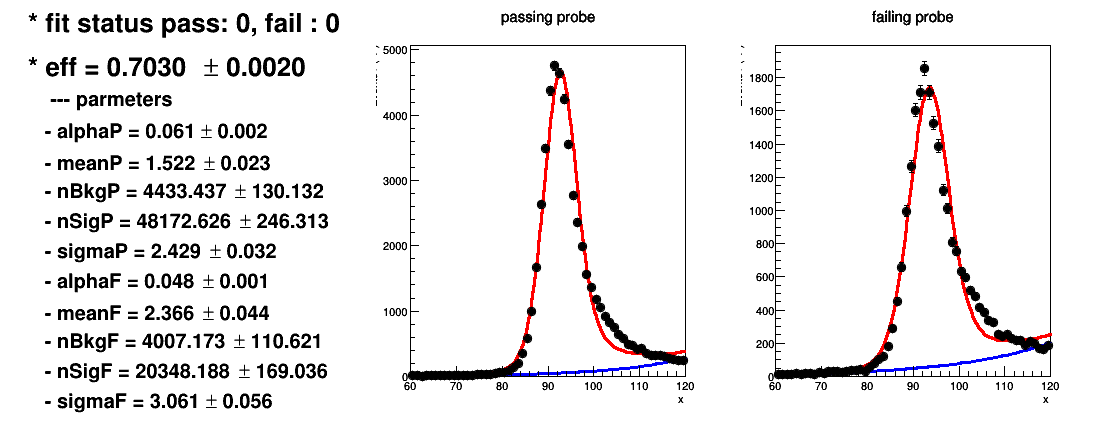 * fit status pass: 0, fail : 0
* eff = 0.7030 ± 0.0020
--- parmeters
- alphaP = 0.061 ± 0.002
- meanP = 1.522 ± 0.023
- nBkgP = 4433.437 ± 130.132
- nSigP = 48172.626 ± 246.313
- sigmaP = 2.429 ± 0.032
- alphaF = 0.048 ± 0.001
- meanF = 2.366 ± 0.044
- nBkgF = 4007.173 ± 110.621
- nSigF = 20348.188 ± 169.036
- sigmaF = 3.061 ± 0.056
passing probe
5000
4000
3000
2000
1000
0
60 70 80 90 100 110 120
x
failing probe
1800
1600
1400
1200
1000
800
600
400
200
0
60 70 80 90 100 110 120
x